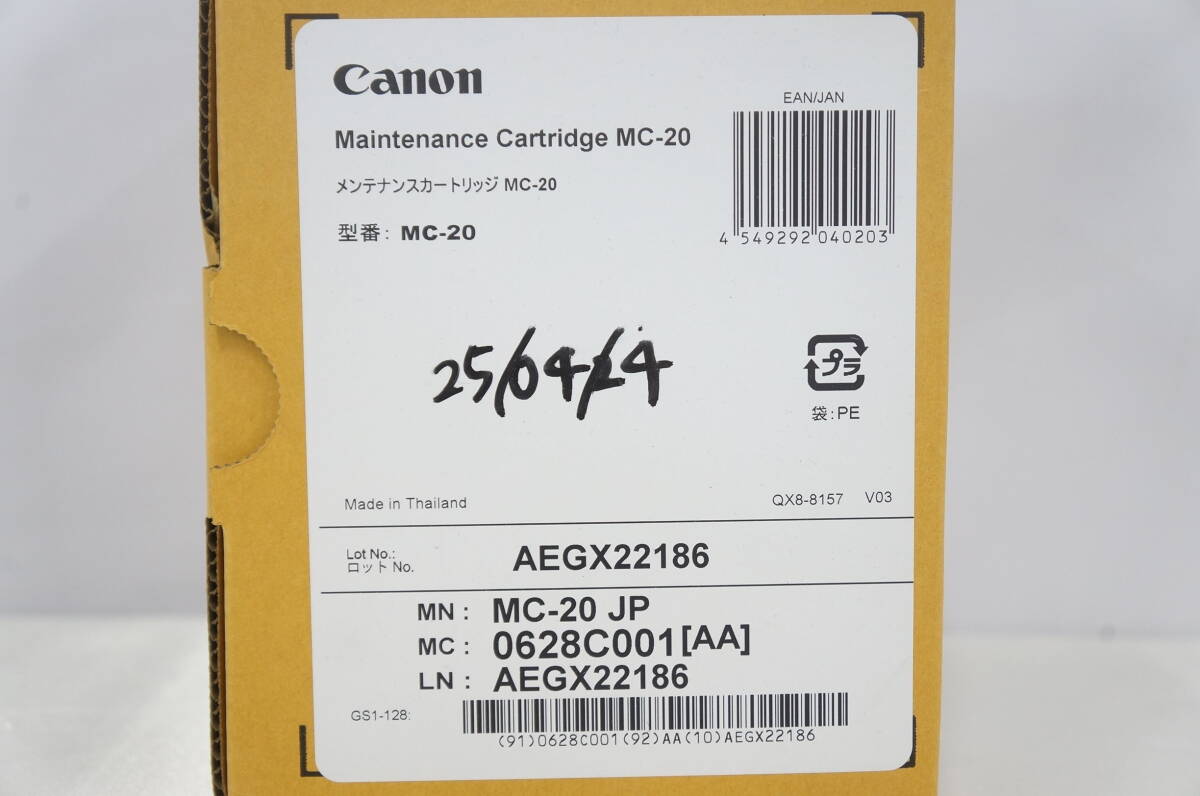 Canon
EAN/JAN
Maintenance Cartridge MC-20
メンテナンスカートリッジ MC-20
型番: MC-20
4 549292 040203
25/04/24
プラ
袋:PE
Made in Thailand
QX8-8157 V03
Lot No.:
ロット No.
AEGX22186
MN: MC-20 JP
MC: 0628C001[AA]
LN: AEGX22186
GS1-128:
(91)0628C001(92)AA(10)AEGX22186